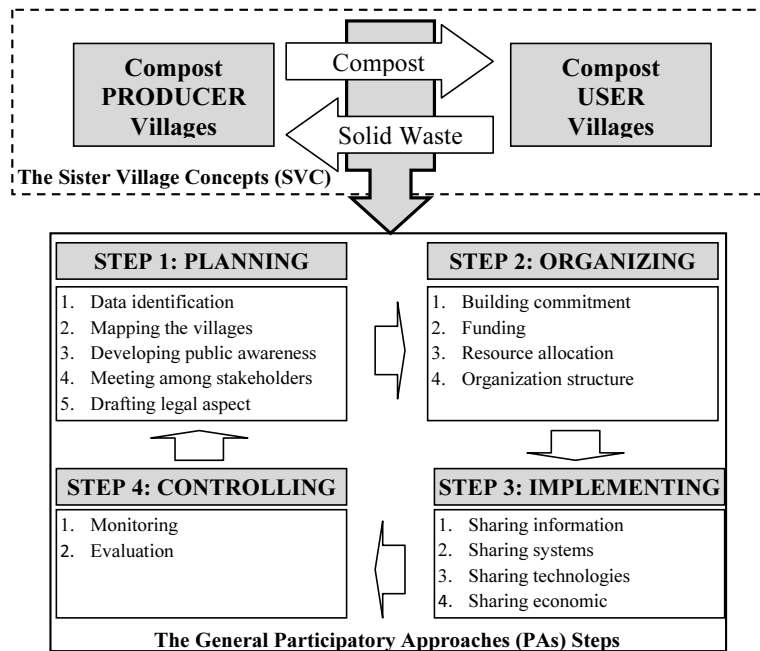 Compost
PRODUCER
Villages
Compost
Solid Waste
Compost
USER
Villages
The Sister Village Concepts (SVC)
STEP 1: PLANNING
1. Data identification
2. Mapping the villages
3. Developing public awareness
4. Meeting among stakeholders
5. Drafting legal aspect
STEP 2: ORGANIZING
1. Building commitment
2. Funding
3. Resource allocation
4. Organization structure
STEP 4: CONTROLLING
1. Monitoring
2. Evaluation
STEP 3: IMPLEMENTING
1. Sharing information
2. Sharing systems
3. Sharing technologies
4. Sharing economic
The General Participatory Approaches (PAs) Steps